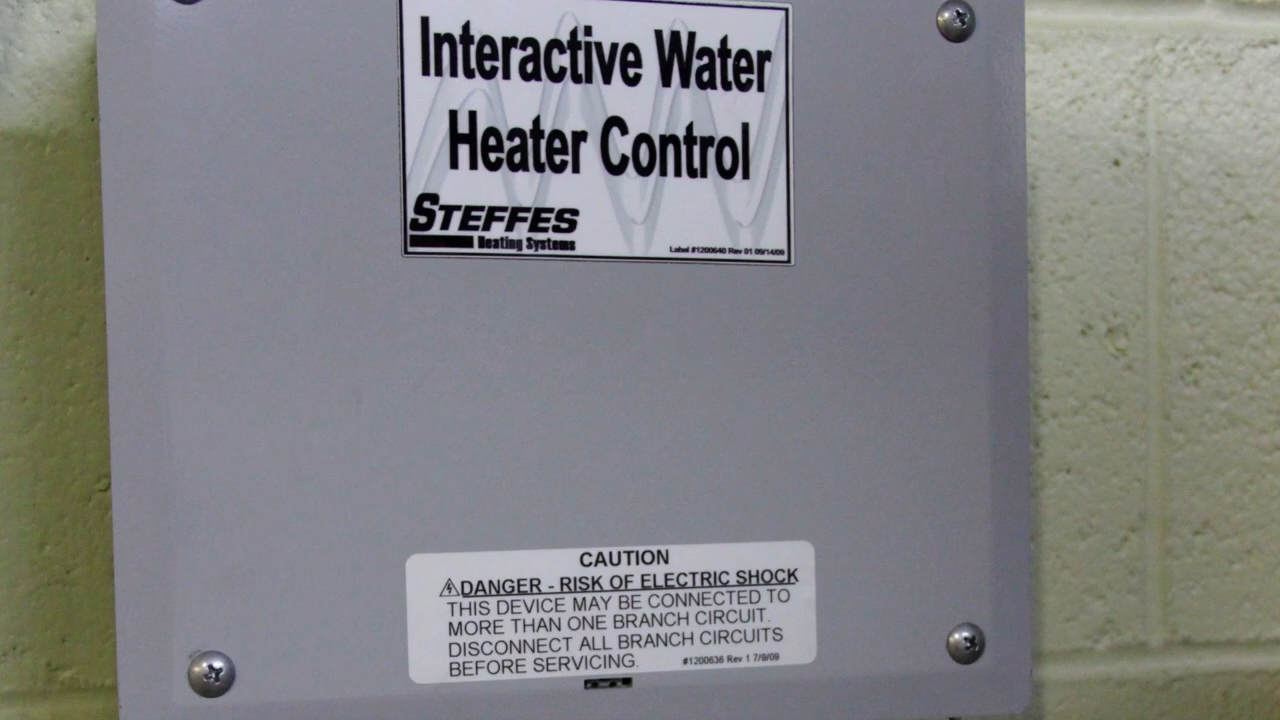 Interactive Water
Heater Control
STEFFES
Heating Systems
Label #1200640 Rev 01 09/14/09
CAUTION
DANGER - RISK OF ELECTRIC SHOCK
THIS DEVICE MAY BE CONNECTED TO
MORE THAN ONE BRANCH CIRCUIT.
DISCONNECT ALL BRANCH CIRCUITS
BEFORE SERVICING.
#1200636 Rev 1 7/9/09